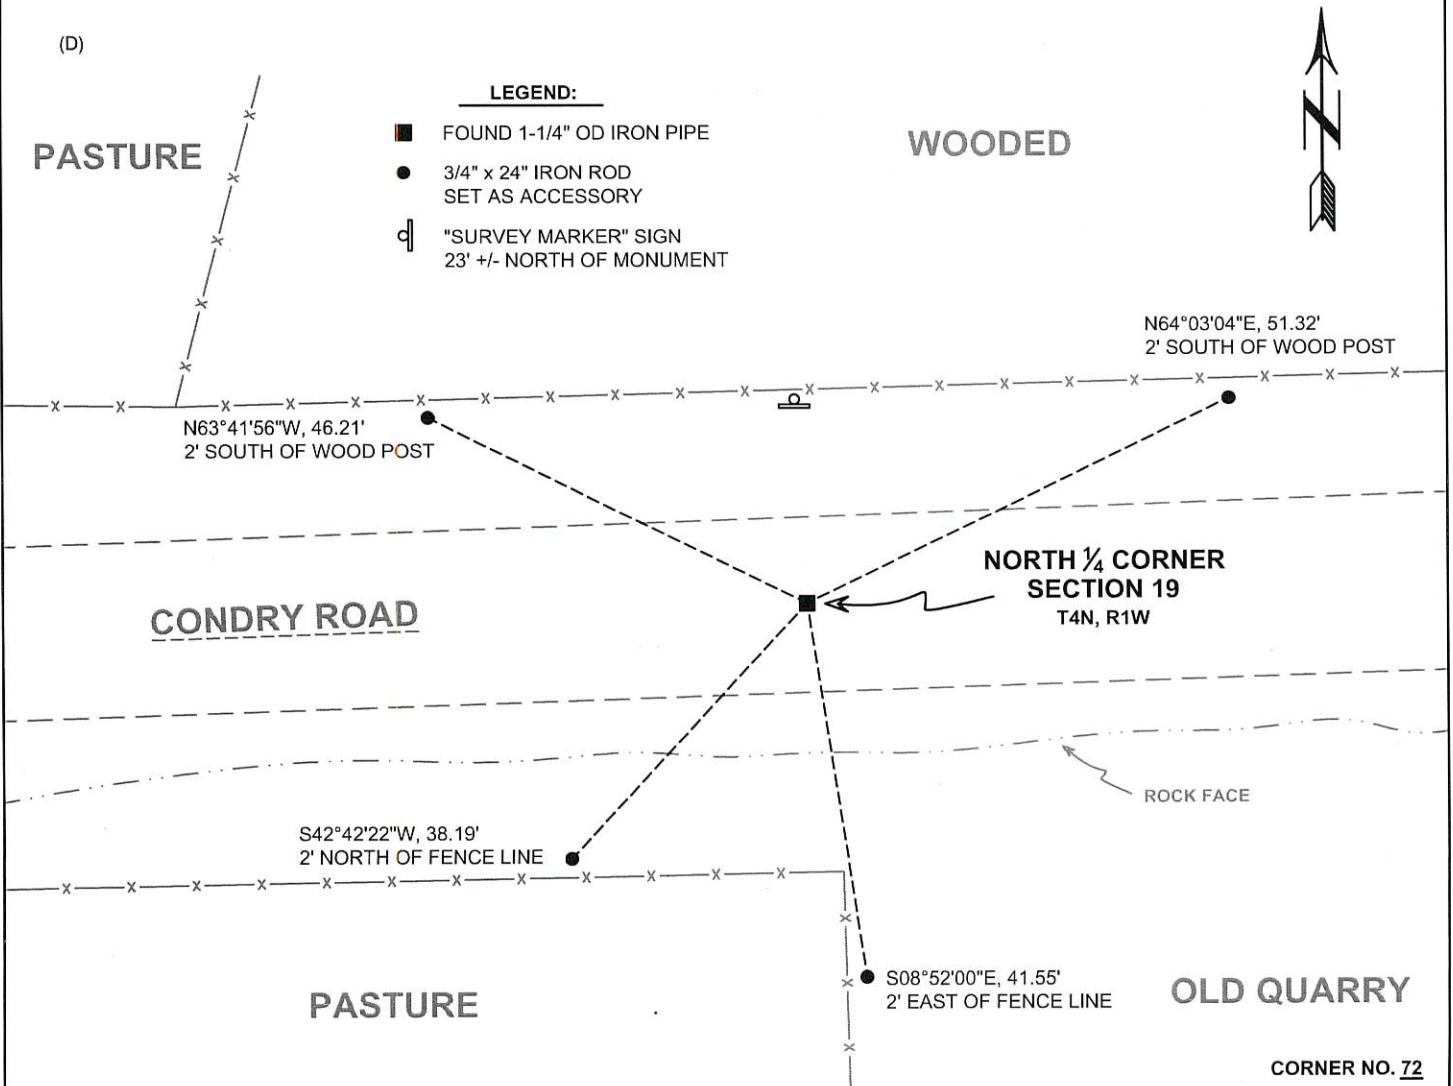 (D)
LEGEND:
FOUND 1-1/4" OD IRON PIPE
3/4" x 24" IRON ROD
SET AS ACCESSORY
"SURVEY MARKER" SIGN
23' +/- NORTH OF MONUMENT
PASTURE
WOODED
N
N64°03'04"E, 51.32'
2' SOUTH OF WOOD POST
N63°41'56"W, 46.21'
2' SOUTH OF WOOD POST
NORTH ¼ CORNER
SECTION 19
T4N, R1W
CONDRY ROAD
ROCK FACE
S42°42'22"W, 38.19'
2' NORTH OF FENCE LINE
S08°52'00"E, 41.55'
2' EAST OF FENCE LINE
PASTURE
OLD QUARRY
CORNER NO. 72